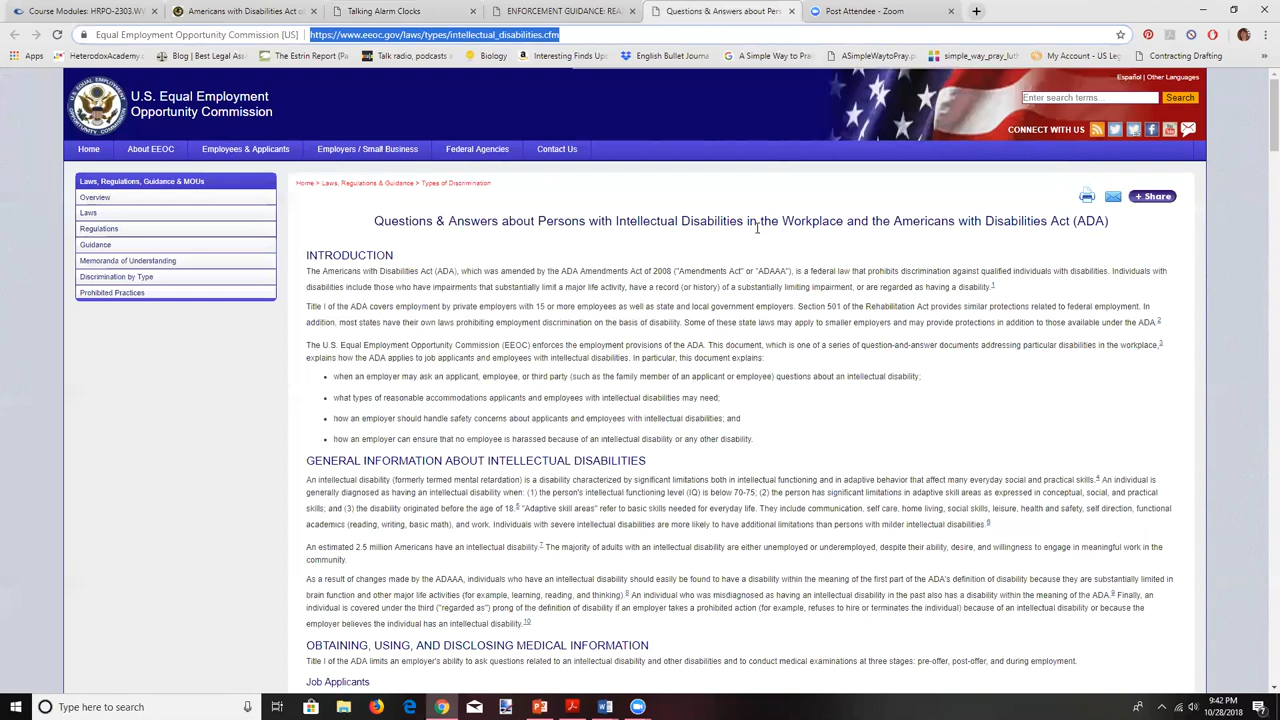 Course Materials - HRPO-2303.W
Customize
ENFORCEMENT GUIDANCE: REA
Questions & Answers about Per
Post Attendee - Zoom
Equal Employment Opportunity Commission [US]
https://www.eeoc.gov/laws/types/intellectual_disabilities.cfm
Apps
HeterodoxAcademy
Blog | Best Legal Asse
The Estrin Report (Pa
Talk radio, podcasts a
Biology
Interesting Finds Up
English Bullet Journal
A Simple Way to Pra
ASimpleWaytoPray.
simple_way_pray_luth
My Account - US Leg
Contracting Drafting
U.S. Equal Employment
Opportunity Commission
Español | Other Languages
Enter search terms...
Search
CONNECT WITH US
Home
About EEOC
Employees & Applicants
Employers / Small Business
Federal Agencies
Contact Us
Laws, Regulations, Guidance & MOUs
Overview
Laws
Regulations
Guidance
Memoranda of Understanding
Discrimination by Type
Prohibited Practices
Home > Laws, Regulations & Guidance > Types of Discrimination
+ Share
Questions & Answers about Persons with Intellectual Disabilities in the Workplace and the Americans with Disabilities Act (ADA)
INTRODUCTION
The Americans with Disabilities Act (ADA), which was amended by the ADA Amendments Act of 2008 ("Amendments Act" or "ADAAA"), is a federal law that prohibits discrimination against qualified individuals with disabilities. Individuals with
disabilities include those who have impairments that substantially limit a major life activity, have a record (or history) of a substantially limiting impairment, or are regarded as having a disability.1
Title I of the ADA covers employment by private employers with 15 or more employees as well as state and local government employers. Section 501 of the Rehabilitation Act provides similar protections related to federal employment. In
addition, most states have their own laws prohibiting employment discrimination on the basis of disability. Some of these state laws may apply to smaller employers and may provide protections in addition to those available under the ADA.2
The U.S. Equal Employment Opportunity Commission (EEOC) enforces the employment provisions of the ADA. This document, which is one of a series of question-and-answer documents addressing particular disabilities in the workplace,3
explains how the ADA applies to job applicants and employees with intellectual disabilities. In particular, this document explains:
• when an employer may ask an applicant, employee, or third party (such as the family member of an applicant or employee) questions about an intellectual disability;
• what types of reasonable accommodations applicants and employees with intellectual disabilities may need;
• how an employer should handle safety concerns about applicants and employees with intellectual disabilities; and
• how an employer can ensure that no employee is harassed because of an intellectual disability or any other disability.
GENERAL INFORMATION ABOUT INTELLECTUAL DISABILITIES
An intellectual disability (formerly termed mental retardation) is a disability characterized by significant limitations both in intellectual functioning and in adaptive behavior that affect many everyday social and practical skills.4 An individual is
generally diagnosed as having an intellectual disability when: (1) the person's intellectual functioning level (IQ) is below 70-75; (2) the person has significant limitations in adaptive skill areas as expressed in conceptual, social, and practical
skills; and (3) the disability originated before the age of 18.5 "Adaptive skill areas" refer to basic skills needed for everyday life. They include communication, self care, home living, social skills, leisure, health and safety, self direction, functional
academics (reading, writing, basic math), and work. Individuals with severe intellectual disabilities are more likely to have additional limitations than persons with milder intellectual disabilities.6
An estimated 2.5 million Americans have an intellectual disability.7 The majority of adults with an intellectual disability are either unemployed or underemployed, despite their ability, desire, and willingness to engage in meaningful work in the
community.
As a result of changes made by the ADAAA, individuals who have an intellectual disability should easily be found to have a disability within the meaning of the first part of the ADA's definition of disability because they are substantially limited in
brain function and other major life activities (for example, learning, reading, and thinking).8 An individual who was misdiagnosed as having an intellectual disability in the past also has a disability within the meaning of the ADA.9 Finally, an
individual is covered under the third ("regarded as") prong of the definition of disability if an employer takes a prohibited action (for example, refuses to hire or terminates the individual) because of an intellectual disability or because the
employer believes the individual has an intellectual disability.10
OBTAINING, USING, AND DISCLOSING MEDICAL INFORMATION
Title I of the ADA limits an employer's ability to ask questions related to an intellectual disability and other disabilities and to conduct medical examinations at three stages: pre-offer, post-offer, and during employment.
Job Applicants
Type here to search
9:42 PM
10/28/2018